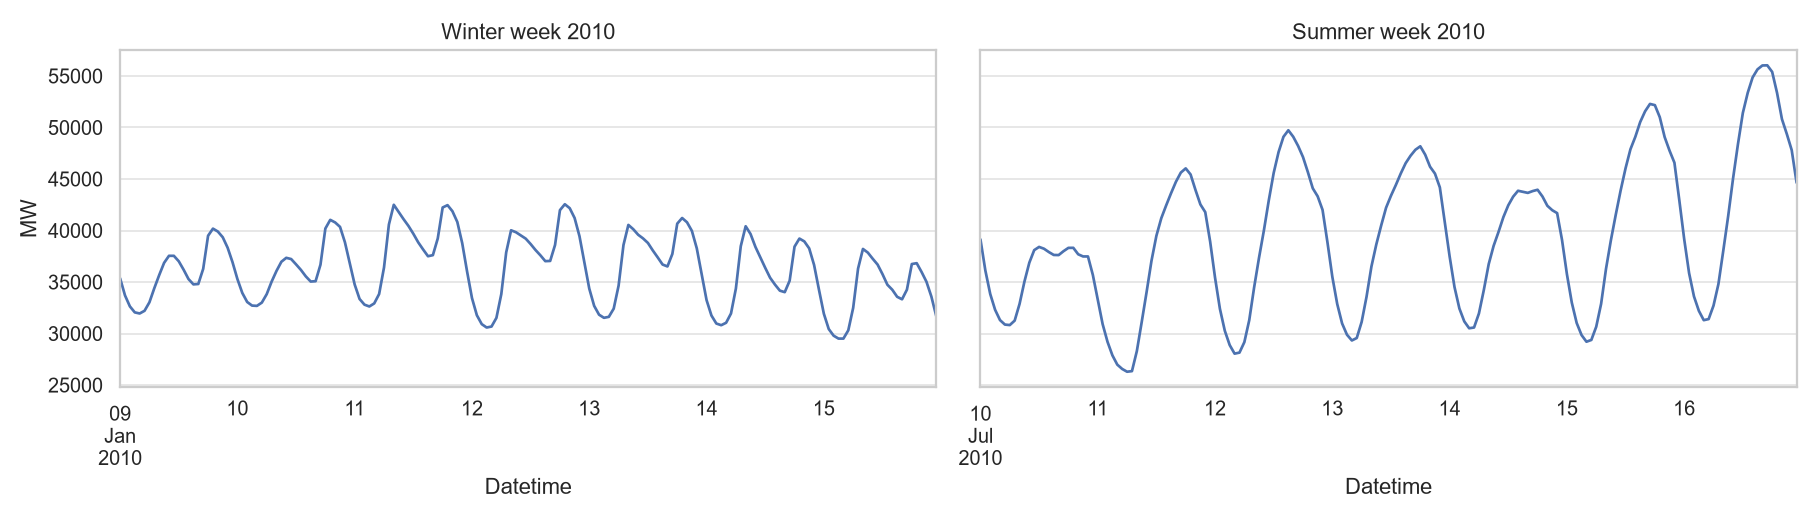 Winter week 2010
Summer week 2010
55000
50000
45000
40000
35000
30000
25000
MW
09 10 11 12 13 14 15
Jan
2010
Datetime
10 11 12 13 14 15 16
Jul
2010
Datetime